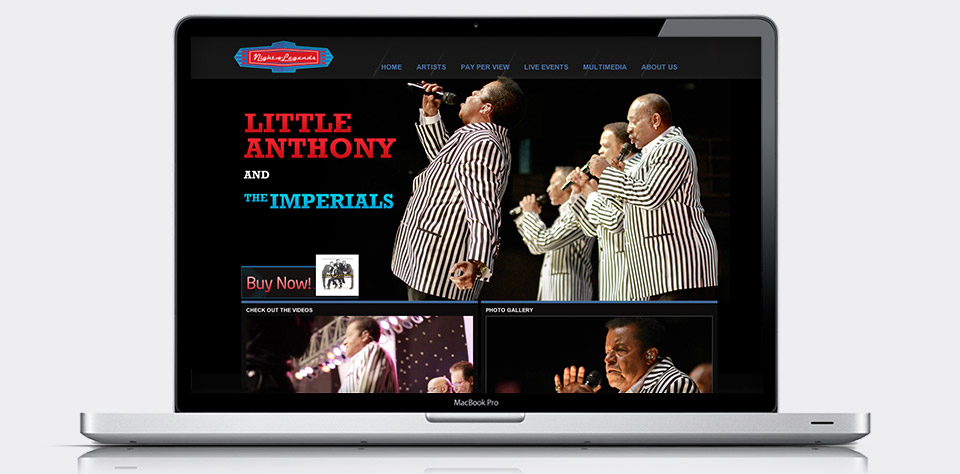 Night of Legends
HOME ARTISTS PAY PER VIEW LIVE EVENTS MULTIMEDIA ABOUT US
LITTLE
ANTHONY
AND
THE IMPERIALS
Buy Now!
CHECK OUT THE VIDEOS PHOTO GALLERY
MacBook Pro